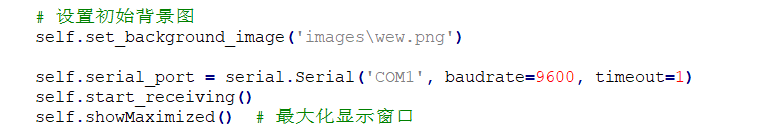 # 设置初始背景图
self.set_background_image('images\wew.png')
self.serial_port = serial.Serial('COM1', baudrate=9600, timeout=1)
self.start_receiving()
self.showMaximized()  # 最大化显示窗口